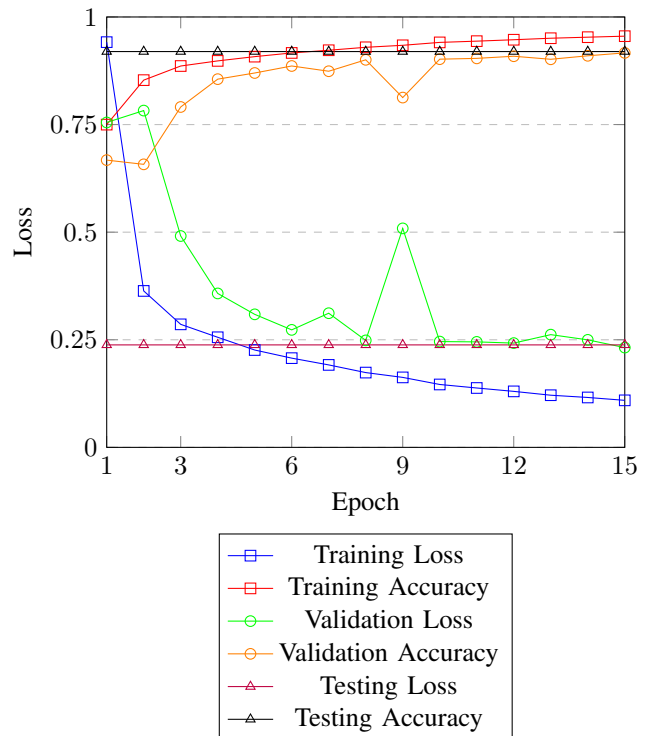 1
0.75
0.5
0.25
0
Loss
1 3 6 9 12 15
Epoch
Training Loss
Training Accuracy
Validation Loss
Validation Accuracy
Testing Loss
Testing Accuracy